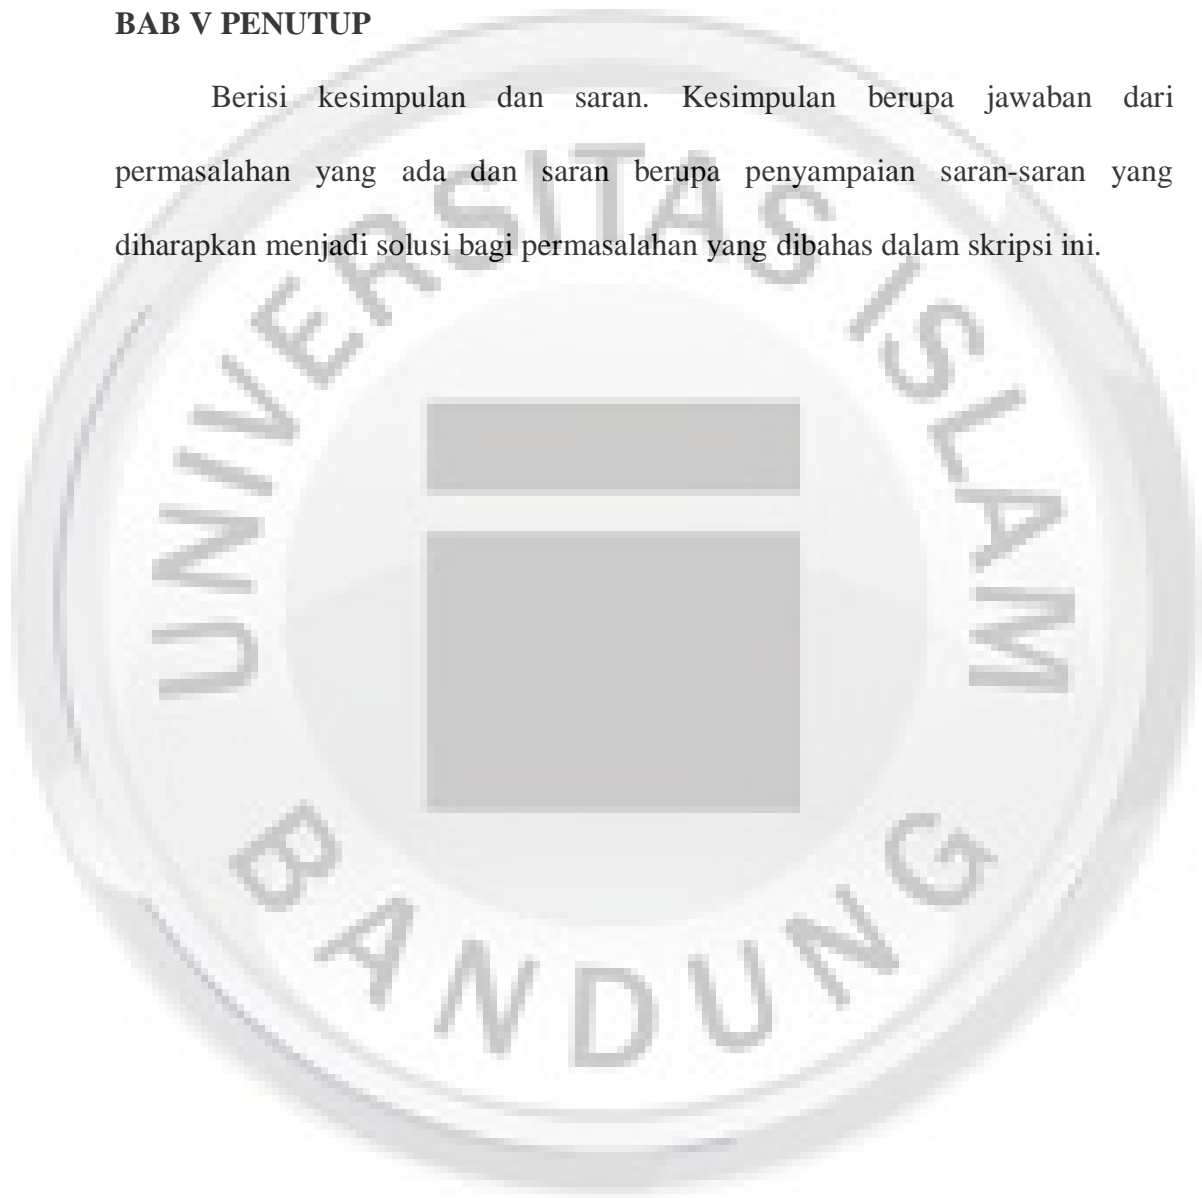 BAB V PENUTUP
Berisi kesimpulan dan saran. Kesimpulan berupa jawaban dari
permasalahan yang ada dan saran berupa penyampaian saran-saran yang
diharapkan menjadi solusi bagi permasalahan yang dibahas dalam skripsi ini.
UNIVERSITAS ISLAM
BANDUNG